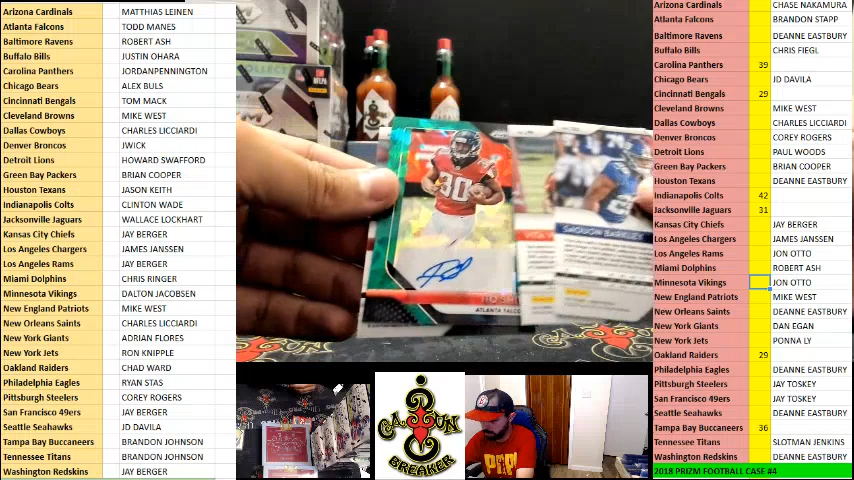 Arizona Cardinals MATTHIAS LEINEN
Atlanta Falcons TODD MANES
Baltimore Ravens ROBERT ASH
Buffalo Bills JUSTIN OHARA
Carolina Panthers JORDANPENNINGTON
Chicago Bears ALEX BULS
Cincinnati Bengals TOM MACK
Cleveland Browns MIKE WEST
Dallas Cowboys CHARLES LICCIARDI
Denver Broncos JWICK
Detroit Lions HOWARD SWAFFORD
Green Bay Packers BRIAN COOPER
Houston Texans JASON KEITH
Indianapolis Colts CLINTON WADE
Jacksonville Jaguars WALLACE LOCKHART
Kansas City Chiefs JAY BERGER
Los Angeles Chargers JAMES JANSSEN
Los Angeles Rams JAY BERGER
Miami Dolphins CHRIS RINGER
Minnesota Vikings DALTON JACOBSEN
New England Patriots MIKE WEST
New Orleans Saints CHARLES LICCIARDI
New York Giants ADRIAN FLORES
New York Jets RON KNIPPLE
Oakland Raiders CHAD WARD
Philadelphia Eagles RYAN STAS
Pittsburgh Steelers COREY ROGERS
San Francisco 49ers JAY BERGER
Seattle Seahawks JD DAVILA
Tampa Bay Buccaneers BRANDON JOHNSON
Tennessee Titans BRANDON JOHNSON
Washington Redskins JAY BERGER
PRIZM
30
ATLANTA FALCO
SAQUON BARKLEY
CAJUN
BREAKER
Arizona Cardinals CHASE NAKAMURA
Atlanta Falcons BRANDON STAPP
Baltimore Ravens DEANNE EASTBURY
Buffalo Bills CHRIS FIEGL
Carolina Panthers 39
Chicago Bears JD DAVILA
Cincinnati Bengals 29
Cleveland Browns MIKE WEST
Dallas Cowboys CHARLES LICCIARDI
Denver Broncos COREY ROGERS
Detroit Lions PAUL WOODS
Green Bay Packers BRIAN COOPER
Houston Texans DEANNE EASTBURY
Indianapolis Colts 42
Jacksonville Jaguars 31
Kansas City Chiefs JAY BERGER
Los Angeles Chargers JAMES JANSSEN
Los Angeles Rams JON OTTO
Miami Dolphins ROBERT ASH
Minnesota Vikings JON OTTO
New England Patriots MIKE WEST
New Orleans Saints DEANNE EASTBURY
New York Giants DAN EGAN
New York Jets PONNA LY
Oakland Raiders 29
Philadelphia Eagles DEANNE EASTBURY
Pittsburgh Steelers JAY TOSKEY
San Francisco 49ers JAY TOSKEY
Seattle Seahawks DEANNE EASTBURY
Tampa Bay Buccaneers 36
Tennessee Titans SLOTMAN JENKINS
Washington Redskins DEANNE EASTBURY
2018 PRIZM FOOTBALL CASE #4